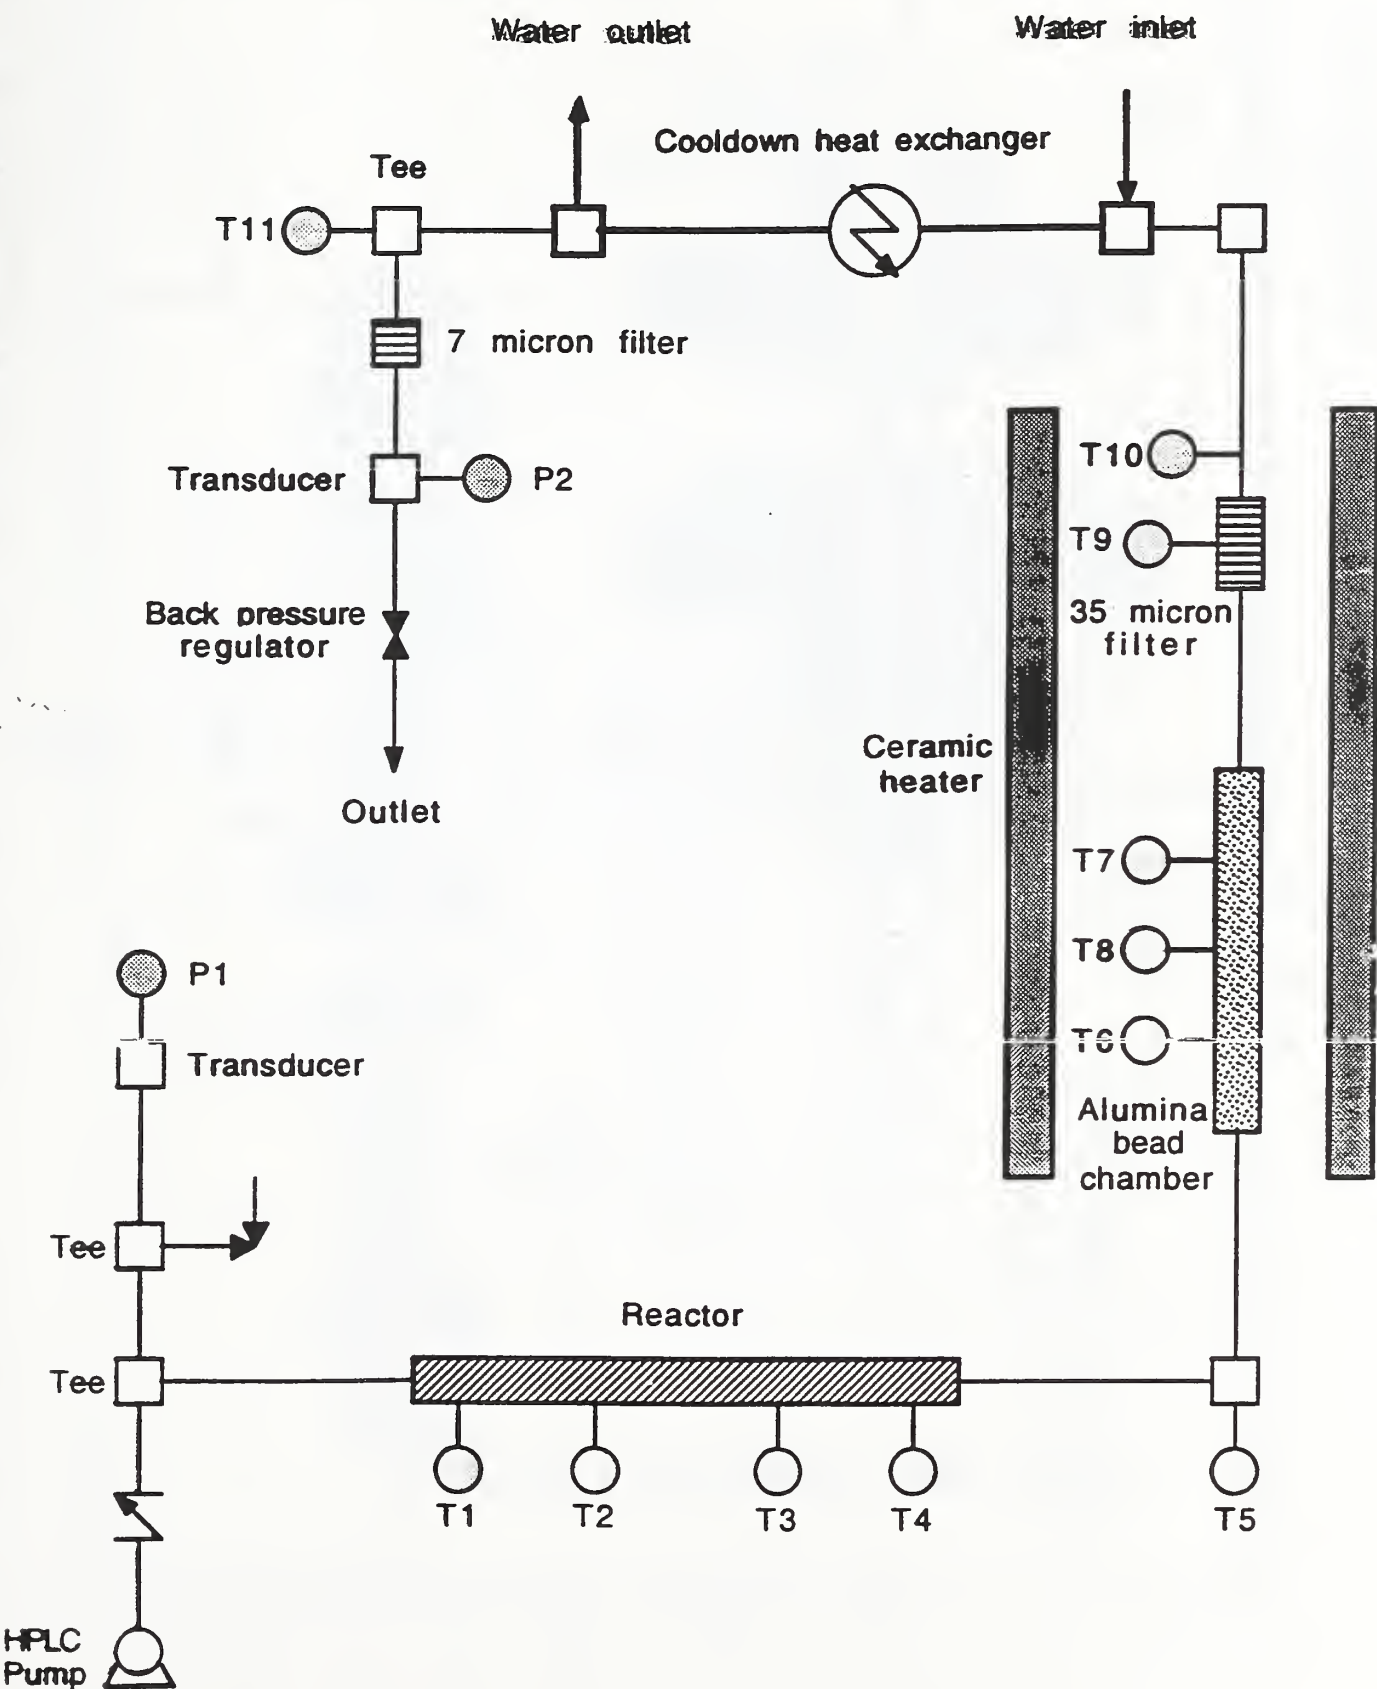 Water outlet
Water inlet
Cooldown heat exchanger
Tee
T11
7 micron filter
T10
Transducer
P2
T9
Back pressure
regulator
35 micron
filter
Ceramic
heater
Outlet
T7
T8
P1
T6
Transducer
Alumina
bead
chamber
Tee
Reactor
Tee
T1
T2
T3
T4
T5
HPLC
Pump